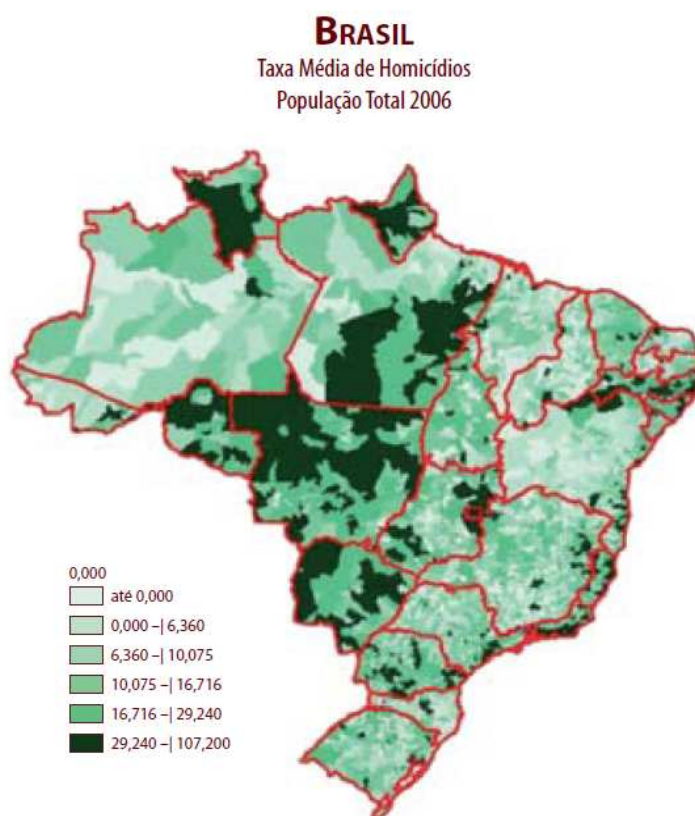 BRASIL
Taxa Média de Homicídios
População Total 2006
0,000
até 0,000
0,000 –| 6,360
6,360 –| 10,075
10,075 –| 16,716
16,716 –| 29,240
29,240 –| 107,200